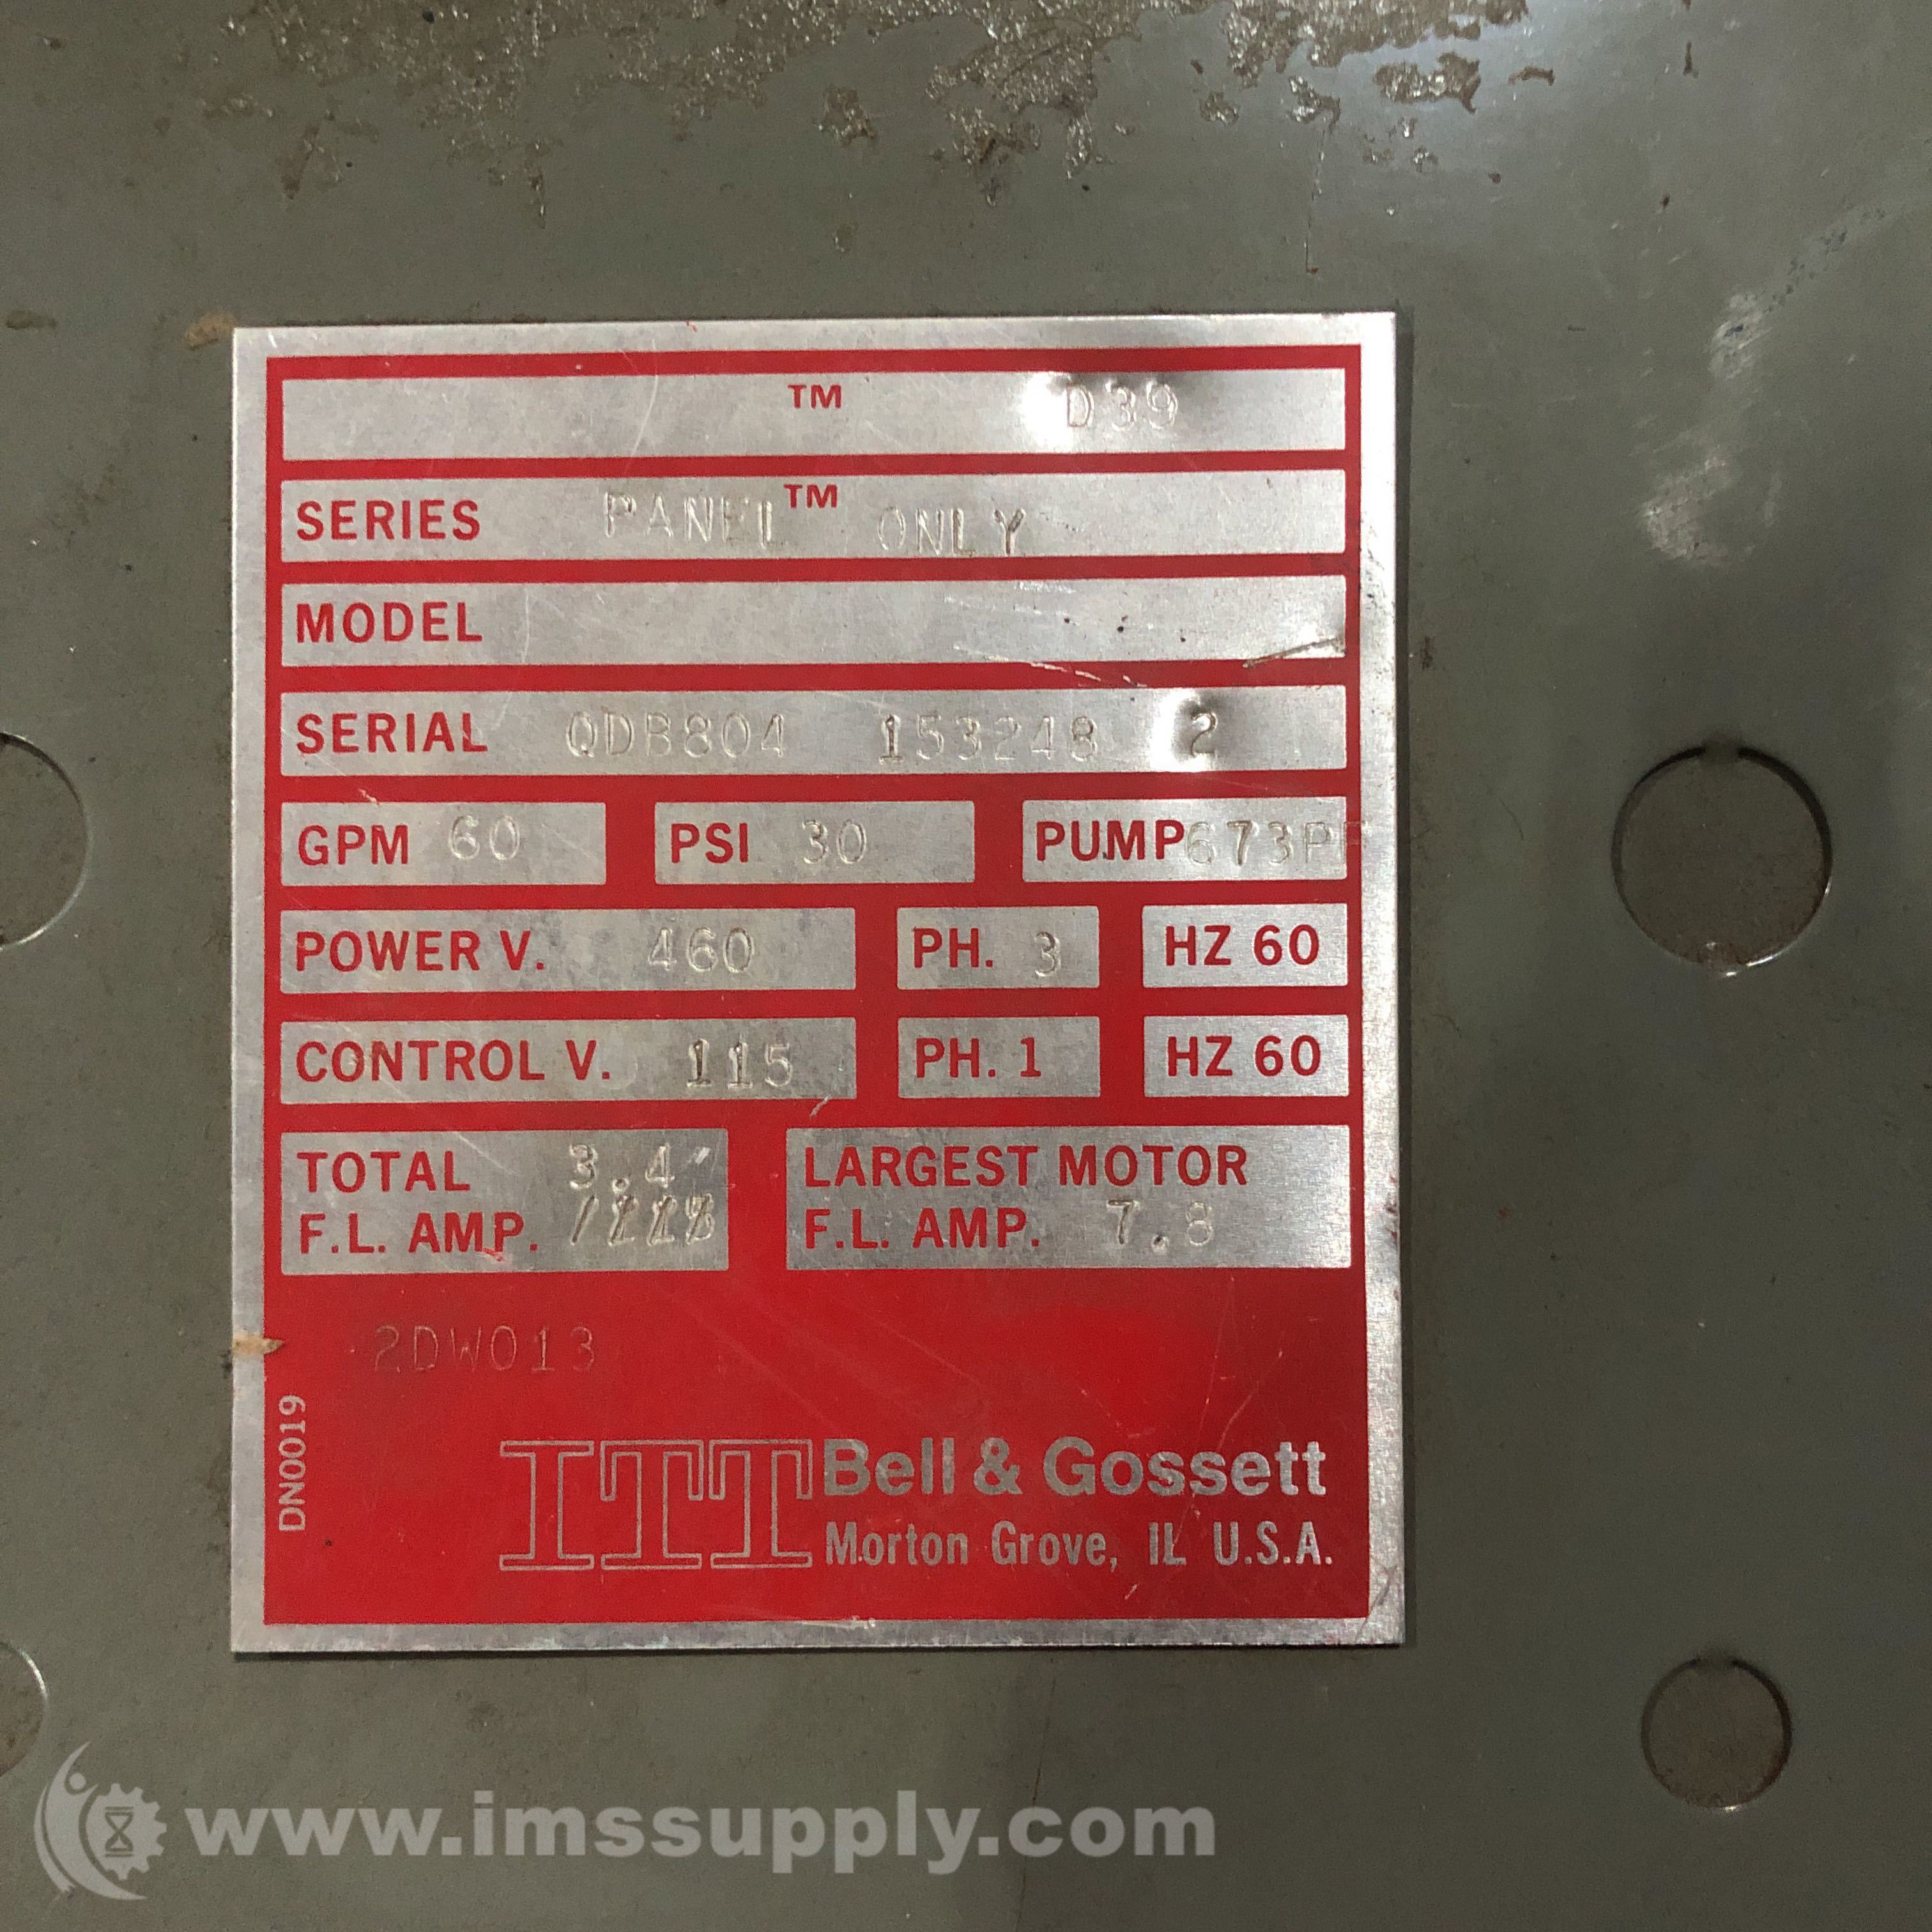 ™ D39
SERIES PANEL™ ONLY
MODEL
SERIAL QDB804 153248 2
GPM 60 PSI 30 PUMP 673PF
POWER V. 460 PH. 3 HZ 60
CONTROL V. 115 PH. 1 HZ 60
TOTAL 3.4 LARGEST MOTOR
F.L. AMP. F.L. AMP. 7.8
2DW013
DN0019
ITT Bell & Gossett
Morton Grove, IL U.S.A.
www.imssupply.com